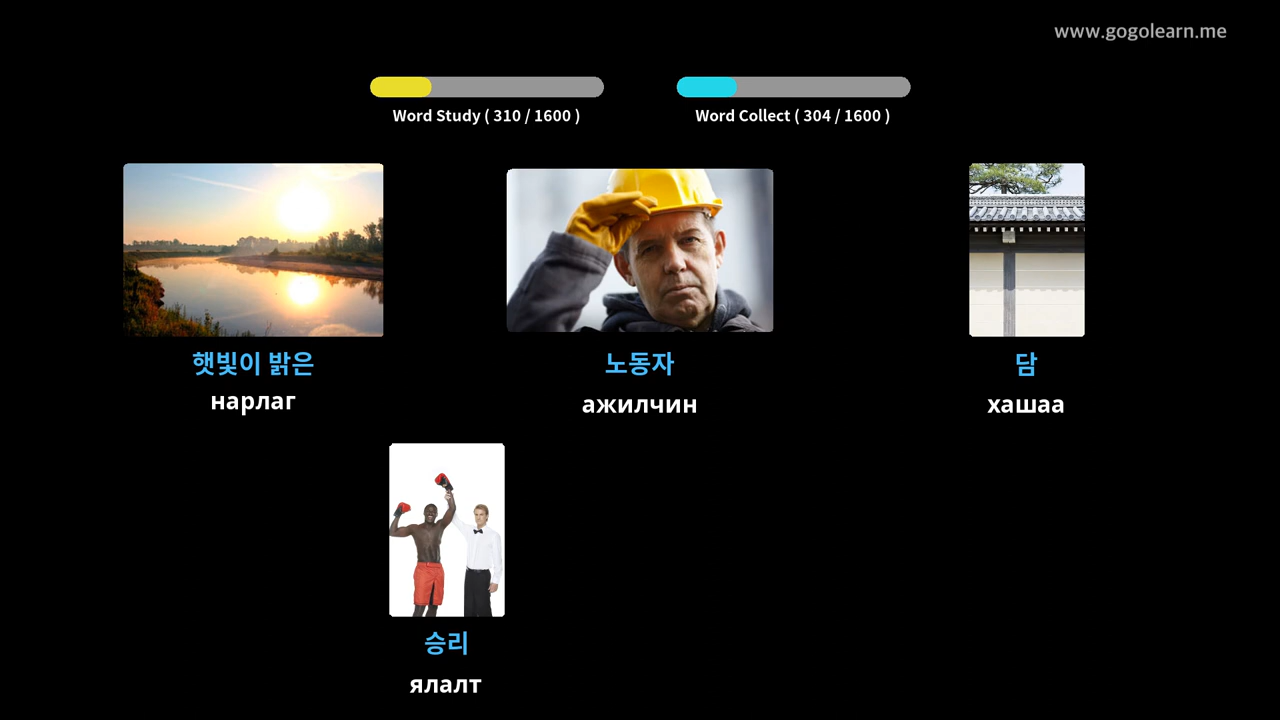 www.gogolearn.me
Word Study ( 310 / 1600 )
Word Collect ( 304 / 1600 )
햇빛이 밝은
нарлаг
노동자
ажилчин
담
хашаа
승리
ялалт